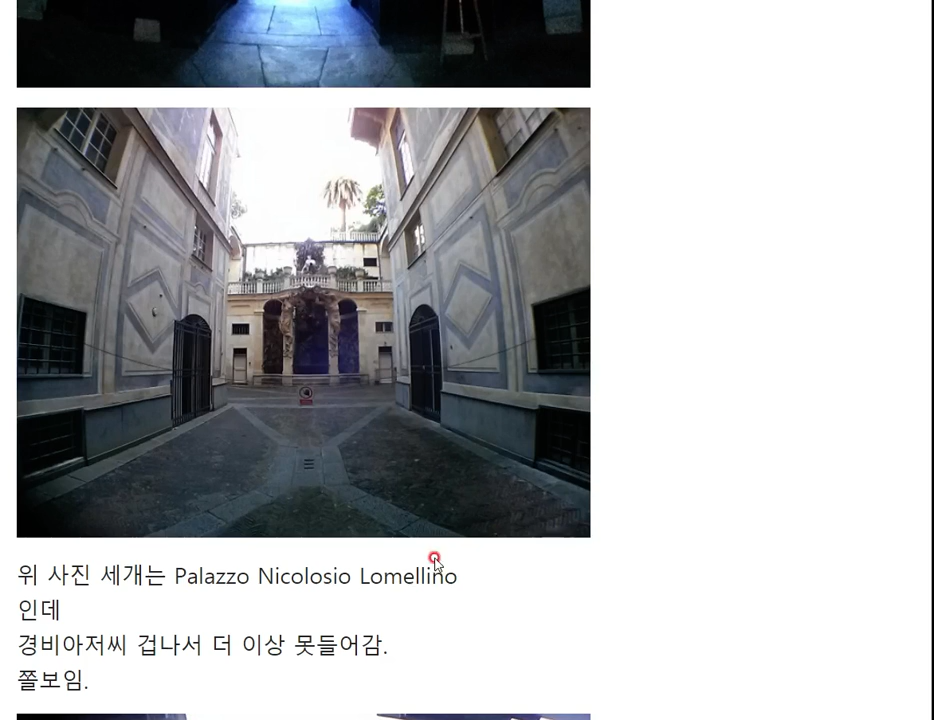 위 사진 세개는 Palazzo Nicolosio Lomellino
인데
경비아저씨 겁나서 더 이상 못들어감.
쫄보임.